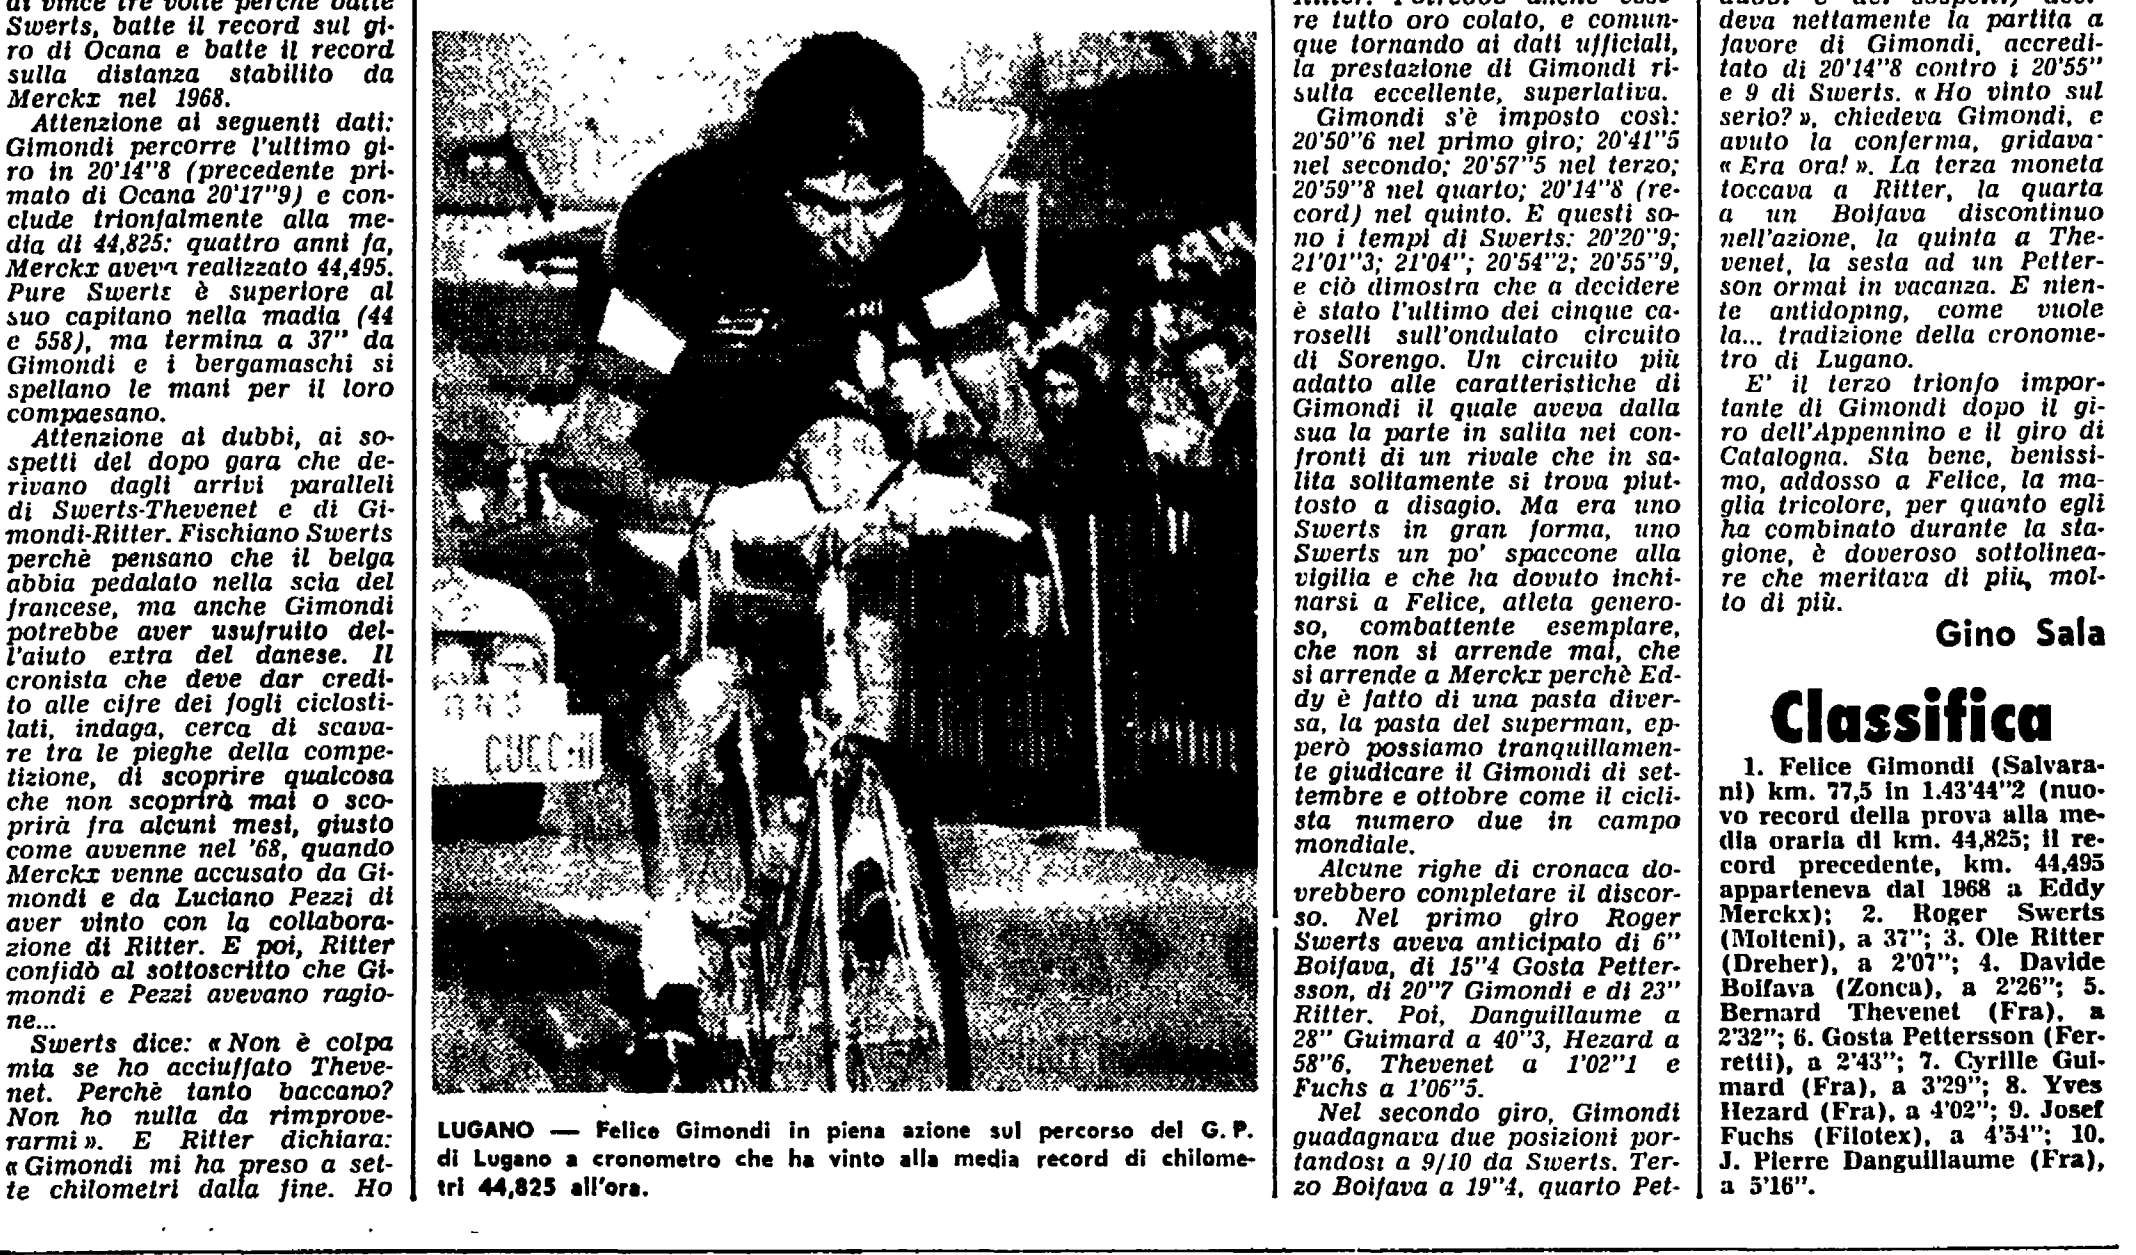 di vince tre volte perchè batte
Swerts, batte il record sul gi-
ro di Ocana e batte il record
sulla distanza stabilito da
Merckx nel 1968.
Attenzione ai seguenti dati:
Gimondi percorre l'ultimo gi-
ro in 20'14"8 (precedente pri-
mato di Ocana 20'17"9) e con-
clude trionfalmente alla me-
dia di 44,825: quattro anni fa,
Merckx aveva realizzato 44,495.
Pure Swerts è superiore al
suo capitano nella madia (44
e 558), ma termina a 37" da
Gimondi e i bergamaschi si
spellano le mani per il loro
compaesano.
Attenzione ai dubbi, ai so-
spetti del dopo gara che de-
rivano dagli arrivi paralleli
di Swerts-Thevenet e di Gi-
mondi-Ritter. Fischiano Swerts
perchè pensano che il belga
abbia pedalato nella scia del
francese, ma anche Gimondi
potrebbe aver usufruito del-
l'aiuto extra del danese. Il
cronista che deve dar credi-
to alle cifre dei fogli ciclosti-
lati, indaga, cerca di scava-
re tra le pieghe della compe-
tizione, di scoprire qualcosa
che non scoprirà mai o sco-
prirà fra alcuni mesi, giusto
come avvenne nel '68, quando
Merckx venne accusato da Gi-
mondi e da Luciano Pezzi di
aver vinto con la collabora-
zione di Ritter. E poi, Ritter
confidò al sottoscritto che Gi-
mondi e Pezzi avevano ragio-
ne...
Swerts dice: « Non è colpa
mia se ho acciuffato Theve-
net. Perchè tanto baccano?
Non ho nulla da rimprove-
rarmi ». E Ritter dichiara:
« Gimondi mi ha preso a set-
te chilometri dalla fine. Ho
LUGANO — Felice Gimondi in piena azione sul percorso del G. P.
di Lugano a cronometro che ha vinto alla media record di chilome-
tri 44,825 all'ora.
Ritter. Potrebbe anche esse-
re tutto oro colato, e comun-
que tornando ai dati ufficiali,
la prestazione di Gimondi ri-
sulta eccellente, superlativa.
Gimondi s'è imposto così:
20'50"6 nel primo giro; 20'41"5
nel secondo; 20'57"5 nel terzo;
20'59"8 nel quarto; 20'14"8 (re-
cord) nel quinto. E questi so-
no i tempi di Swerts: 20'20"9;
21'01"3; 21'04"; 20'54"2; 20'55"9,
e ciò dimostra che a decidere
è stato l'ultimo dei cinque ca-
roselli sull'ondulato circuito
di Sorengo. Un circuito più
adatto alle caratteristiche di
Gimondi il quale aveva dalla
sua la parte in salita nei con-
fronti di un rivale che in sa-
lita solitamente si trova piut-
tosto a disagio. Ma era uno
Swerts in gran forma, uno
Swerts un po' spaccone alla
vigilia e che ha dovuto inchi-
narsi a Felice, atleta genero-
so, combattente esemplare,
che non si arrende mai, che
si arrende a Merckx perchè Ed-
dy è fatto di una pasta diver-
sa, la pasta del superman, ep-
però possiamo tranquillamen-
te giudicare il Gimondi di set-
tembre e ottobre come il cicli-
sta numero due in campo
mondiale.
Alcune righe di cronaca do-
vrebbero completare il discor-
so. Nel primo giro Roger
Swerts aveva anticipato di 6"
Boifava, di 15"4 Gosta Petter-
sson, di 20"7 Gimondi e di 23"
Ritter. Poi, Danguillaume a
28" Guimard a 40"3, Hezard a
58"6, Thevenet a 1'02"1 e
Fuchs a 1'06"5.
Nel secondo giro, Gimondi
guadagnava due posizioni por-
tandosi a 9/10 da Swerts. Ter-
zo Boifava a 19"4, quarto Pet-
deva nettamente la partita a
favore di Gimondi, accredi-
tato di 20'14"8 contro i 20'55"
e 9 di Swerts. « Ho vinto sul
serio? », chiedeva Gimondi, e
avuto la conferma, gridava
« Era ora! ». La terza moneta
toccava a Ritter, la quarta
a un Boifava discontinuo
nell'azione, la quinta a The-
venet, la sesta ad un Petter-
son ormai in vacanza. E nien-
te antidoping, come vuole
la... tradizione della cronome-
tro di Lugano.
E' il terzo trionfo impor-
tante di Gimondi dopo il gi-
ro dell'Appennino e il giro di
Catalogna. Sta bene, benissi-
mo, addosso a Felice, la ma-
glia tricolore, per quanto egli
ha combinato durante la sta-
gione, è doveroso sottolinea-
re che meritava di più, mol-
to di più.
Gino Sala
Classifica
1. Felice Gimondi (Salvara-
ni) km. 77,5 in 1.43'44"2 (nuo-
vo record della prova alla me-
dia oraria di km. 44,825; il re-
cord precedente, km. 44,495
apparteneva dal 1968 a Eddy
Merckx); 2. Roger Swerts
(Molteni), a 37"; 3. Ole Ritter
(Dreher), a 2'07"; 4. Davide
Boifava (Zonca), a 2'26"; 5.
Bernard Thevenet (Fra), a
2'32"; 6. Gosta Pettersson (Fer-
retti), a 2'43"; 7. Cyrille Gui-
mard (Fra), a 3'29"; 8. Yves
Hezard (Fra), a 4'02"; 9. Josef
Fuchs (Filotex), a 4'54"; 10.
J. Pierre Danguillaume (Fra),
a 5'16".